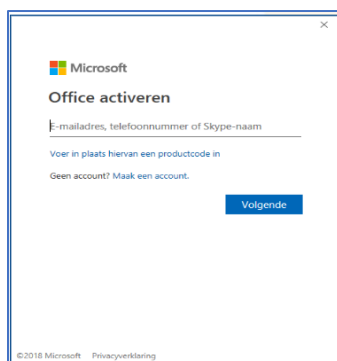 Microsoft
Office activeren
E-mailadres, telefoonnummer of Skype-naam
Voer in plaats hiervan een productcode in
Geen account? Maak een account.
Volgende
©2018 Microsoft Privacyverklaring